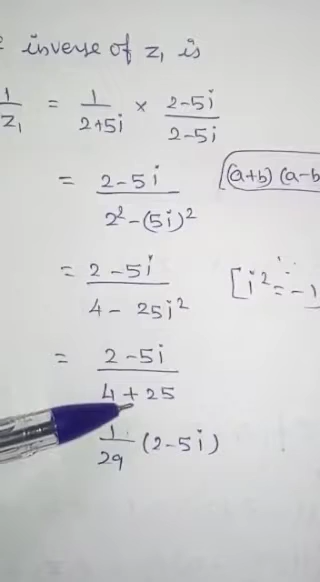 inverse of z₁ is
1/z₁ = 1/(2+5i) × (2-5i)/(2-5i)
= (2-5i)/(2²-(5i)²) (a+b)(a-b
= (2-5i)/(4-25i²) [∵ i²=-1
= (2-5i)/(4+25)
1/29 (2-5i)